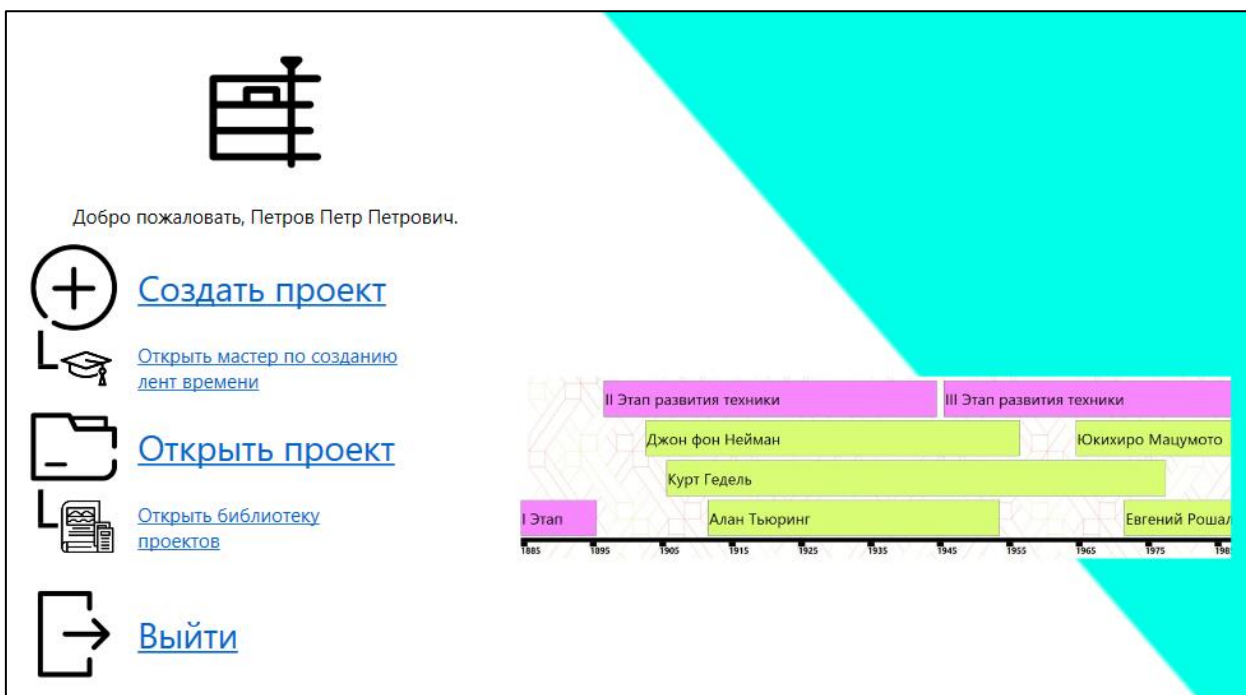 Добро пожаловать, Петров Петр Петрович.
Создать проект
Открыть мастер по созданию
лент времени
Открыть проект
Открыть библиотеку
проектов
Выйти
II Этап развития техники
III Этап развития техники
Джон фон Нейман
Юкихиро Мацумото
Курт Гедель
I Этап
Алан Тьюринг
Евгений Рошал
1885 1895 1905 1915 1925 1935 1945 1955 1965 1975